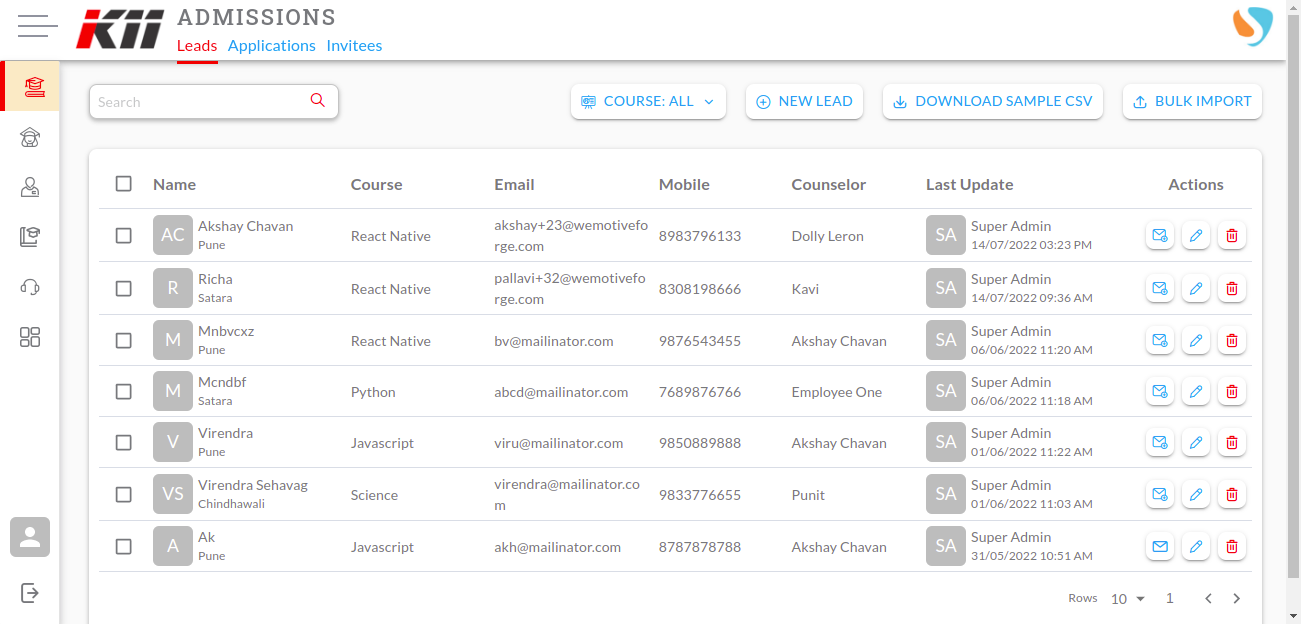 KII
ADMISSIONS
Leads Applications Invitees
Search
COURSE: ALL
NEW LEAD
DOWNLOAD SAMPLE CSV
BULK IMPORT
Name Course Email Mobile Counselor Last Update Actions
AC Akshay Chavan
Pune
React Native
akshay+23@wemotivefo
rge.com
8983796133
Dolly Leron
SA Super Admin
14/07/2022 03:23 PM
R Richa
Satara
React Native
pallavi+32@wemotivefo
rge.com
8308198666
Kavi
SA Super Admin
14/07/2022 09:36 AM
M Mnbvcxz
Pune
React Native
bv@mailinator.com
9876543455
Akshay Chavan
SA Super Admin
06/06/2022 11:20 AM
M Mcndbf
Satara
Python
abcd@mailinator.com
7689876766
Employee One
SA Super Admin
06/06/2022 11:18 AM
V Virendra
Pune
Javascript
viru@mailinator.com
9850889888
Akshay Chavan
SA Super Admin
01/06/2022 11:22 AM
VS Virendra Sehavag
Chindhawali
Science
virendra@mailinator.co
m
9833776655
Punit
SA Super Admin
01/06/2022 11:03 AM
A Ak
Pune
Javascript
akh@mailinator.com
8787878788
Akshay Chavan
SA Super Admin
31/05/2022 10:51 AM
Rows 10 1